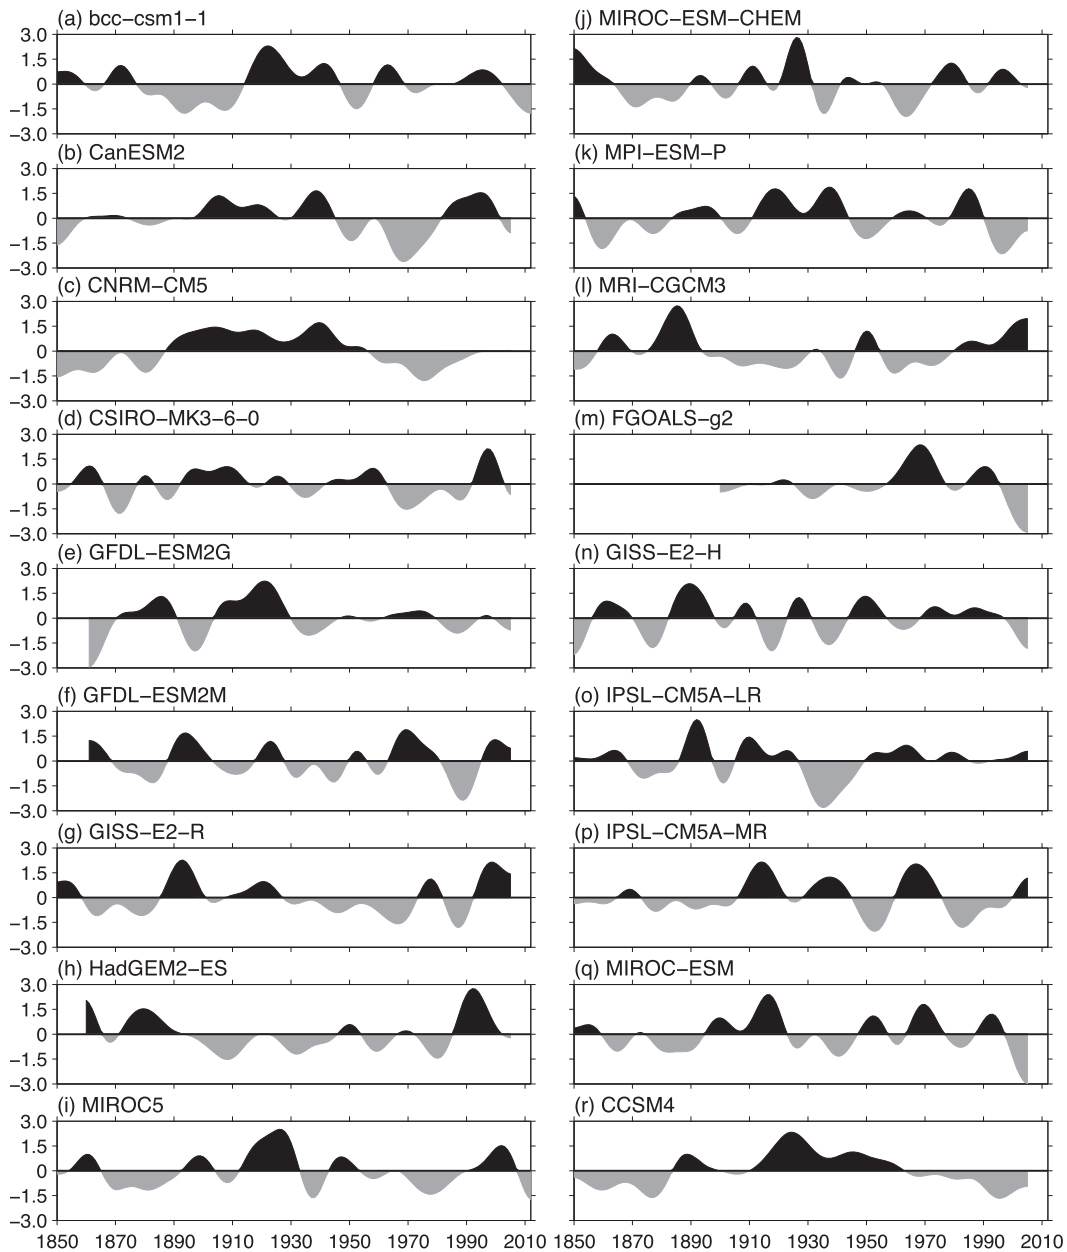 (a) bcc−csm1−1
3.0
1.5
0
−1.5
−3.0
(b) CanESM2
3.0
1.5
0
−1.5
−3.0
(c) CNRM−CM5
3.0
1.5
0
−1.5
−3.0
(d) CSIRO−MK3−6−0
3.0
1.5
0
−1.5
−3.0
(e) GFDL−ESM2G
3.0
1.5
0
−1.5
−3.0
(f) GFDL−ESM2M
3.0
1.5
0
−1.5
−3.0
(g) GISS−E2−R
3.0
1.5
0
−1.5
−3.0
(h) HadGEM2−ES
3.0
1.5
0
−1.5
−3.0
(i) MIROC5
3.0
1.5
0
−1.5
−3.0
1850 1870 1890 1910 1930 1950 1970 1990 2010
(j) MIROC−ESM−CHEM
(k) MPI−ESM−P
(l) MRI−CGCM3
(m) FGOALS−g2
(n) GISS−E2−H
(o) IPSL−CM5A−LR
(p) IPSL−CM5A−MR
(q) MIROC−ESM
(r) CCSM4
1850 1870 1890 1910 1930 1950 1970 1990 2010